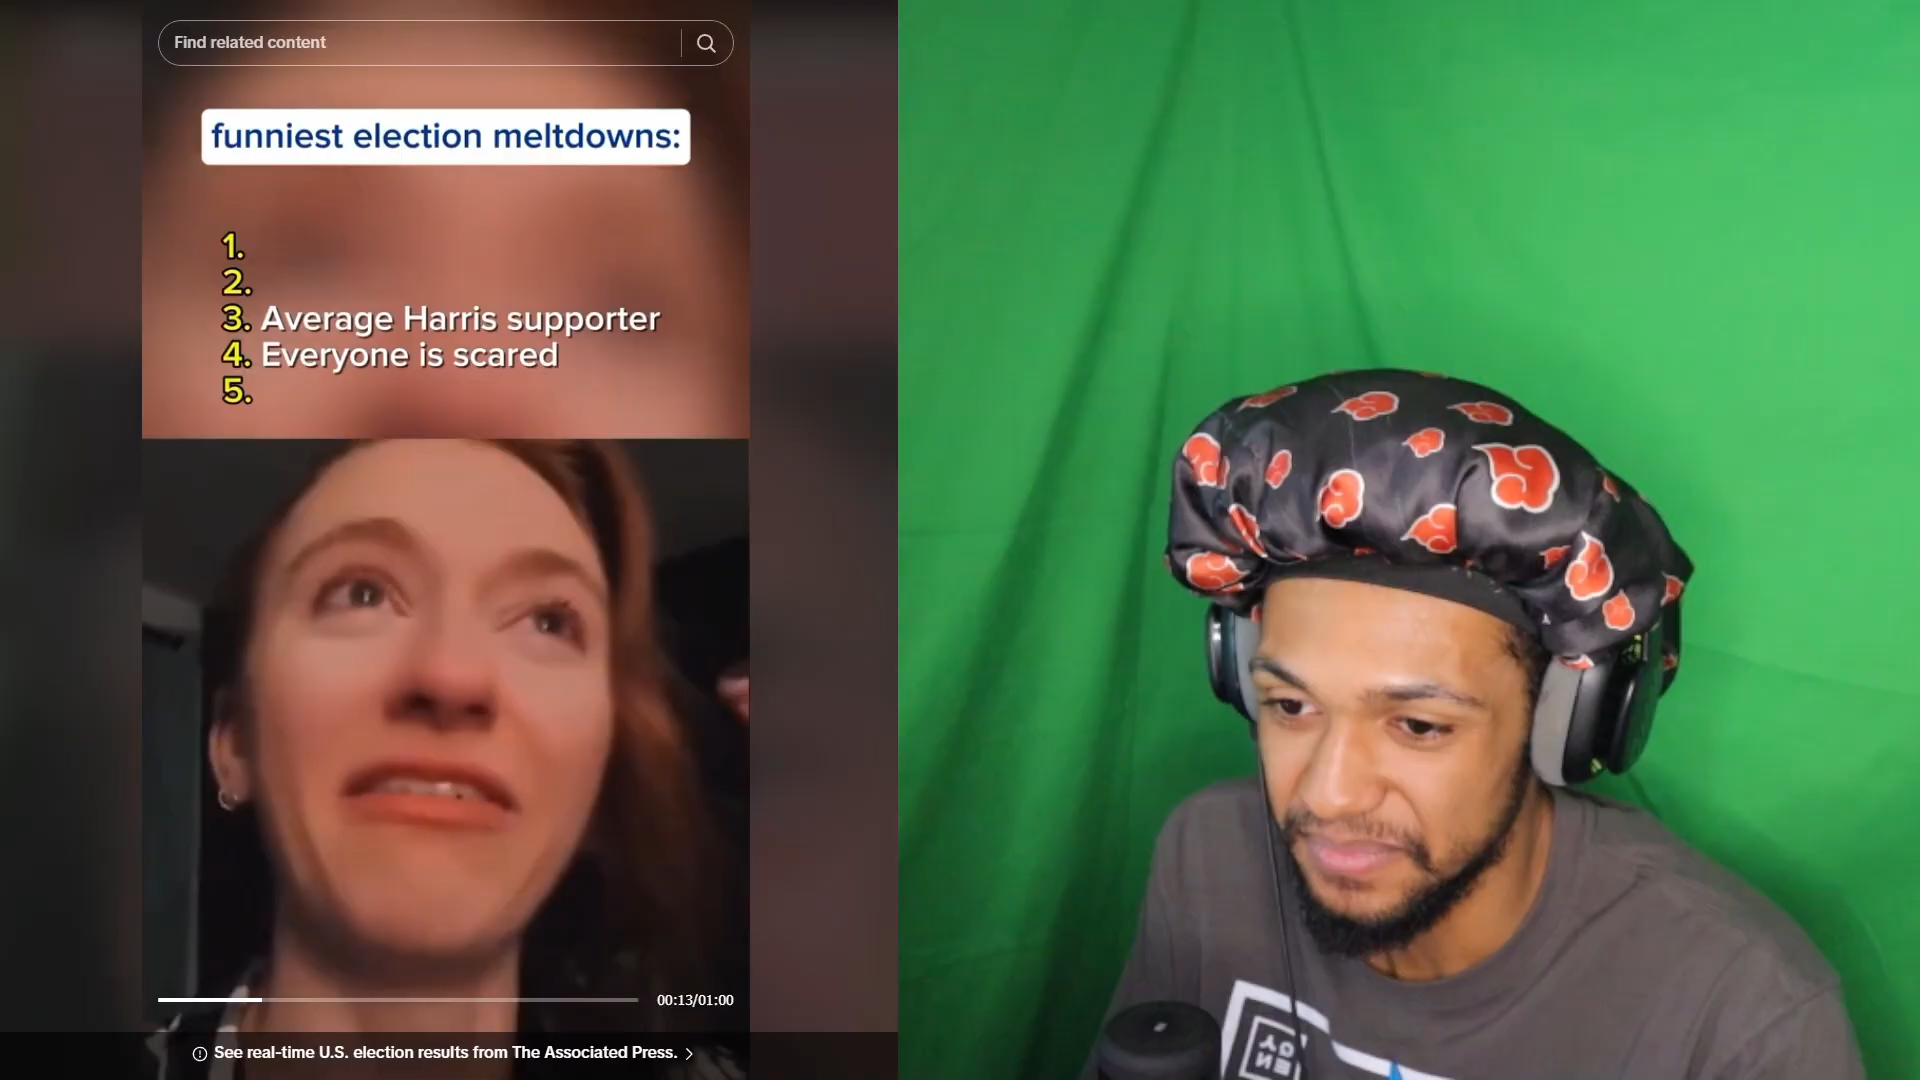 Find related content
funniest election meltdowns:
1.
2.
3. Average Harris supporter
4. Everyone is scared
5.
00:13/01:00
See real-time U.S. election results from The Associated Press.